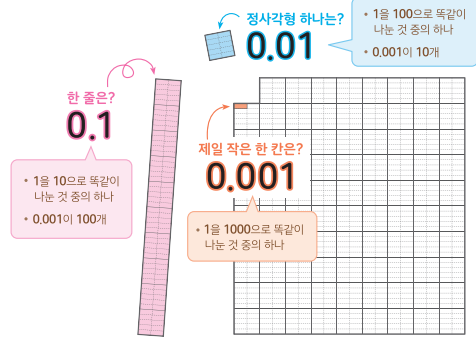 정사각형 하나는?
0.01
• 1을 100으로 똑같이
나눈 것 중의 하나
• 0.001이 10개
한 줄은?
0.1
• 1을 10으로 똑같이
나눈 것 중의 하나
• 0.001이 100개
제일 작은 한 칸은?
0.001
• 1을 1000으로 똑같이
나눈 것 중의 하나